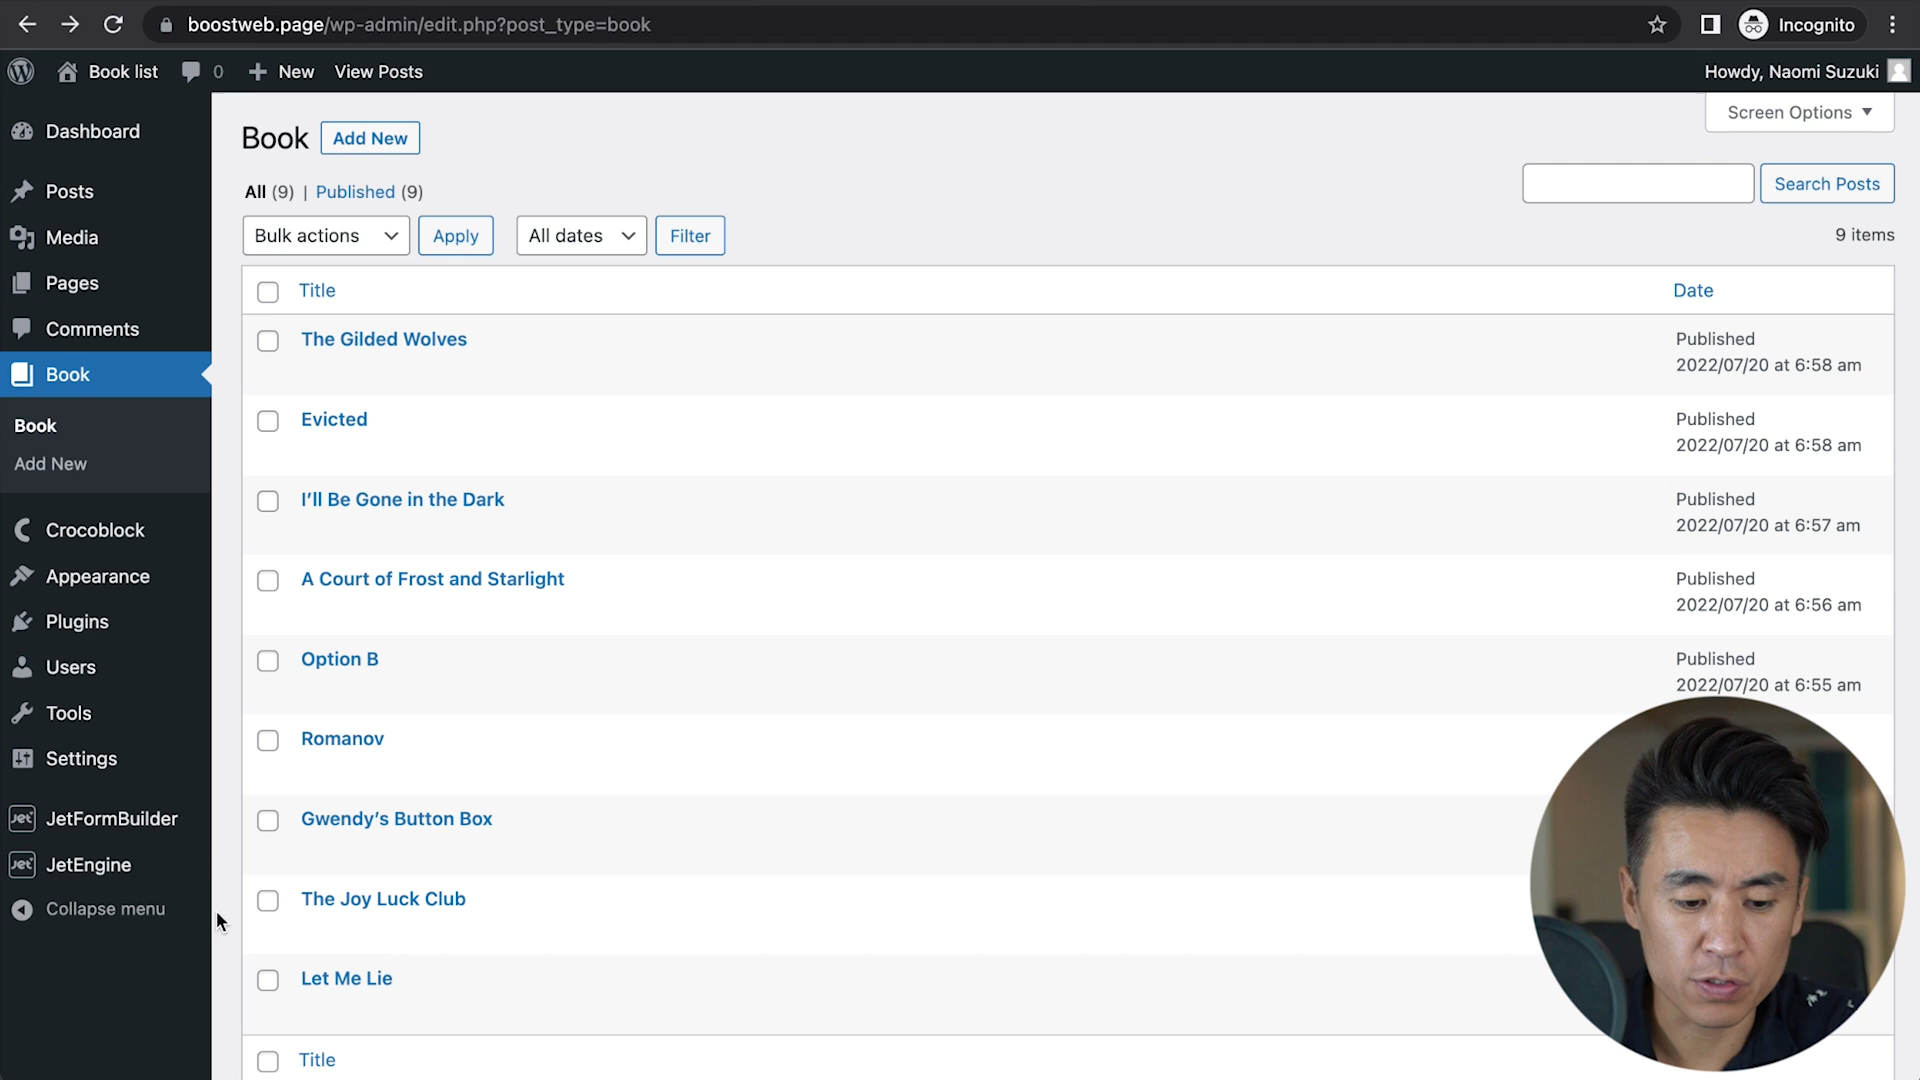 boostweb.page/wp-admin/edit.php?post_type=book
Incognito
Book list
0
New
View Posts
Howdy, Naomi Suzuki
Dashboard
Posts
Media
Pages
Comments
Book
Book
Add New
Crocoblock
Appearance
Plugins
Users
Tools
Settings
Jet JetFormBuilder
Jet JetEngine
Collapse menu
Screen Options
Book
Add New
All (9) | Published (9)
Search Posts
Bulk actions
Apply
All dates
Filter
9 items
Title
Date
The Gilded Wolves
Published
2022/07/20 at 6:58 am
Evicted
Published
2022/07/20 at 6:58 am
I’ll Be Gone in the Dark
Published
2022/07/20 at 6:57 am
A Court of Frost and Starlight
Published
2022/07/20 at 6:56 am
Option B
Published
2022/07/20 at 6:55 am
Romanov
Gwendy’s Button Box
The Joy Luck Club
Let Me Lie
Title